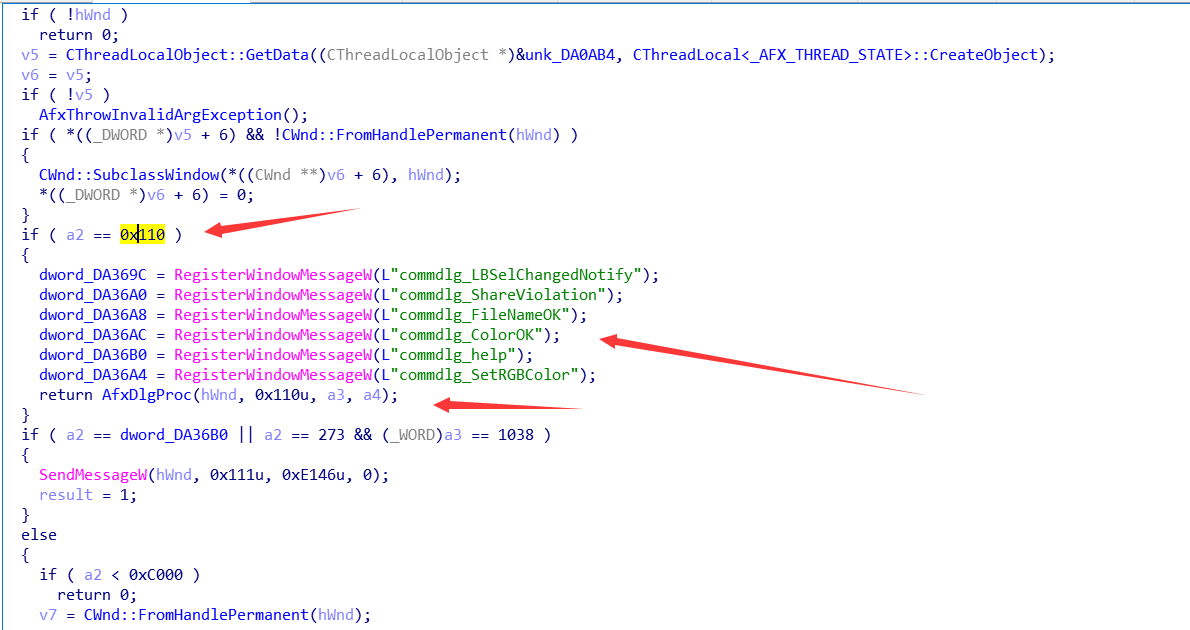 if ( !hWnd )
return 0;
v5 = CThreadLocalObject::GetData((CThreadLocalObject *)&unk_DA0AB4, CThreadLocal<_AFX_THREAD_STATE>::CreateObject);
v6 = v5;
if ( !v5 )
AfxThrowInvalidArgException();
if ( *((_DWORD *)v5 + 6) && !CWnd::FromHandlePermanent(hWnd) )
{
CWnd::SubclassWindow(*((CWnd **)v6 + 6), hWnd);
*((_DWORD *)v6 + 6) = 0;
}
if ( a2 == 0x110 )
{
dword_DA369C = RegisterWindowMessageW(L"commdlg_LBSelChangedNotify");
dword_DA36A0 = RegisterWindowMessageW(L"commdlg_ShareViolation");
dword_DA36A8 = RegisterWindowMessageW(L"commdlg_FileNameOK");
dword_DA36AC = RegisterWindowMessageW(L"commdlg_ColorOK");
dword_DA36B0 = RegisterWindowMessageW(L"commdlg_help");
dword_DA36A4 = RegisterWindowMessageW(L"commdlg_SetRGBColor");
return AfxDlgProc(hWnd, 0x110u, a3, a4);
}
if ( a2 == dword_DA36B0 || a2 == 273 && (_WORD)a3 == 1038 )
{
SendMessageW(hWnd, 0x111u, 0xE146u, 0);
result = 1;
}
else
{
if ( a2 < 0xC000 )
return 0;
v7 = CWnd::FromHandlePermanent(hWnd);